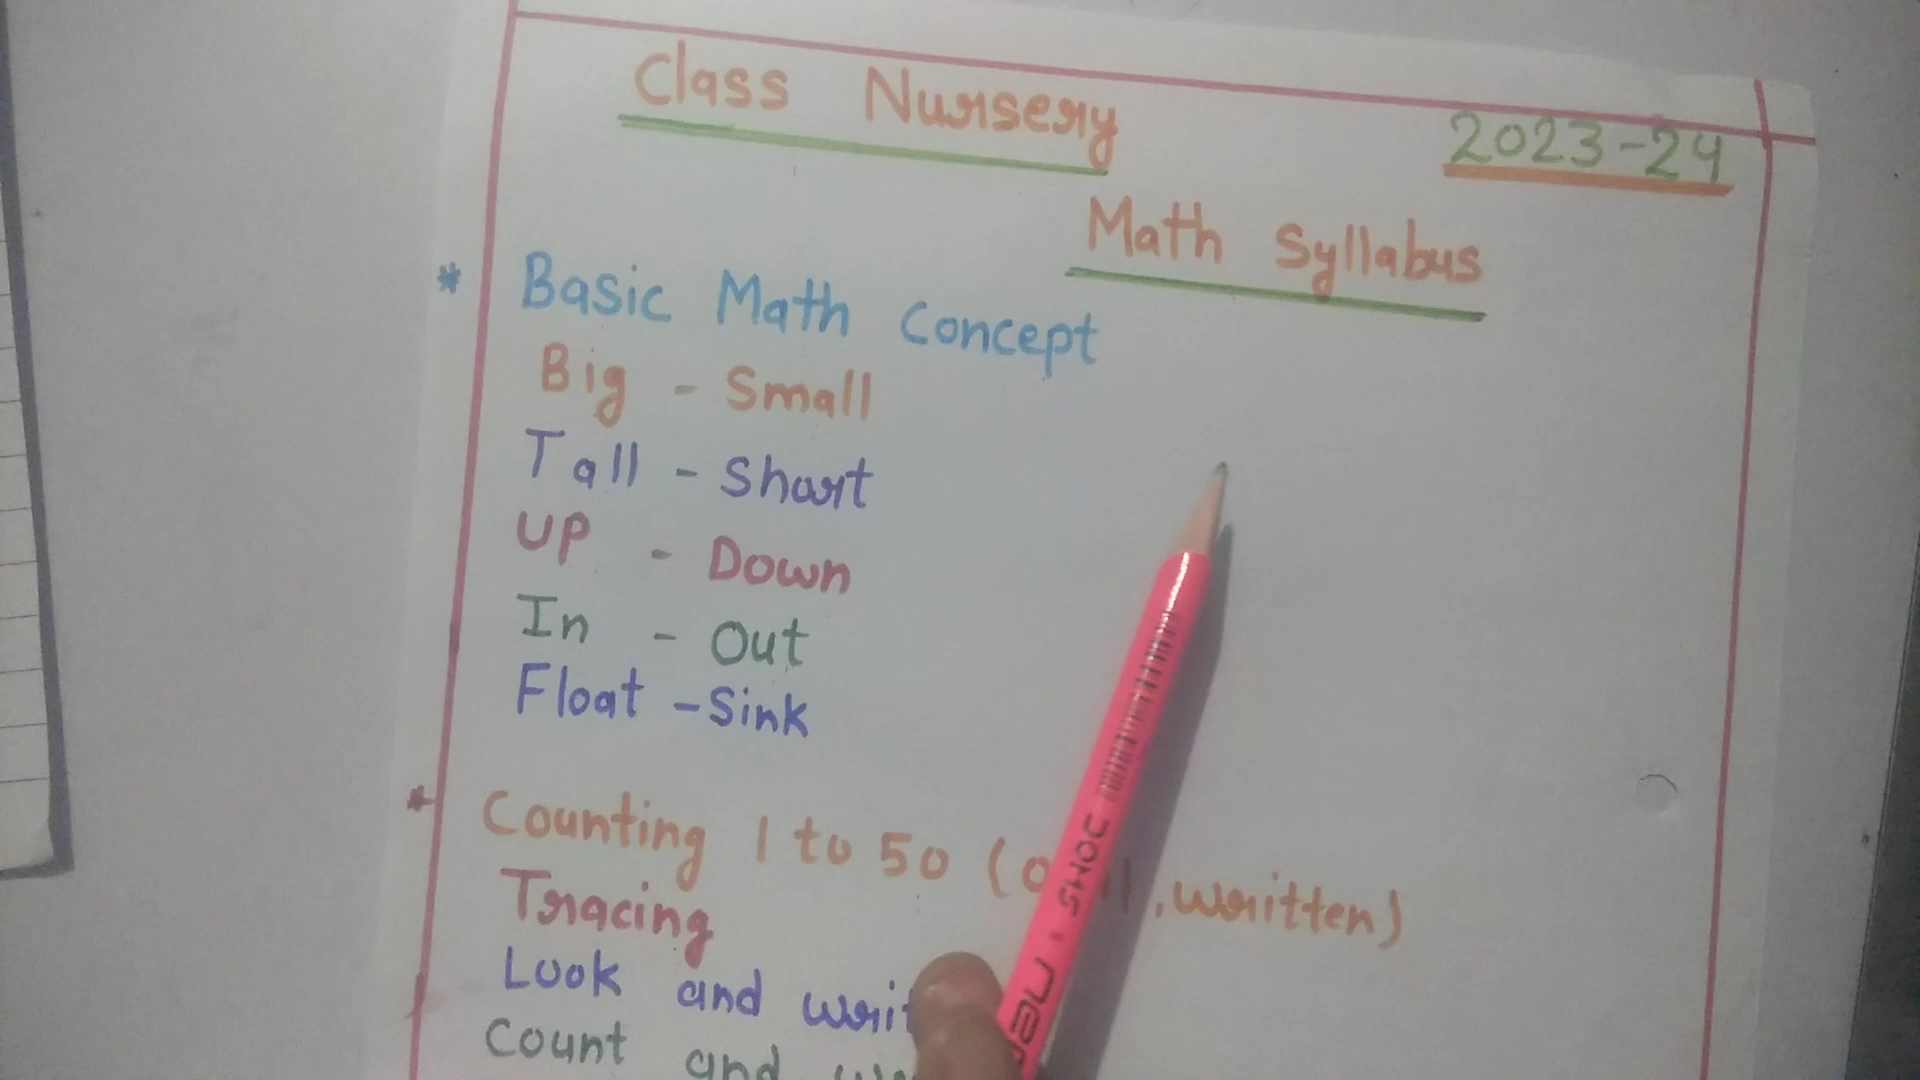 Class Nursery
2023-24
Math Syllabus
* Basic Math Concept
Big - Small
Tall - Short
UP - Down
In - Out
Float - Sink
* Counting 1 to 50 ( , written)
Tracing
Look and
Count and
DOMS